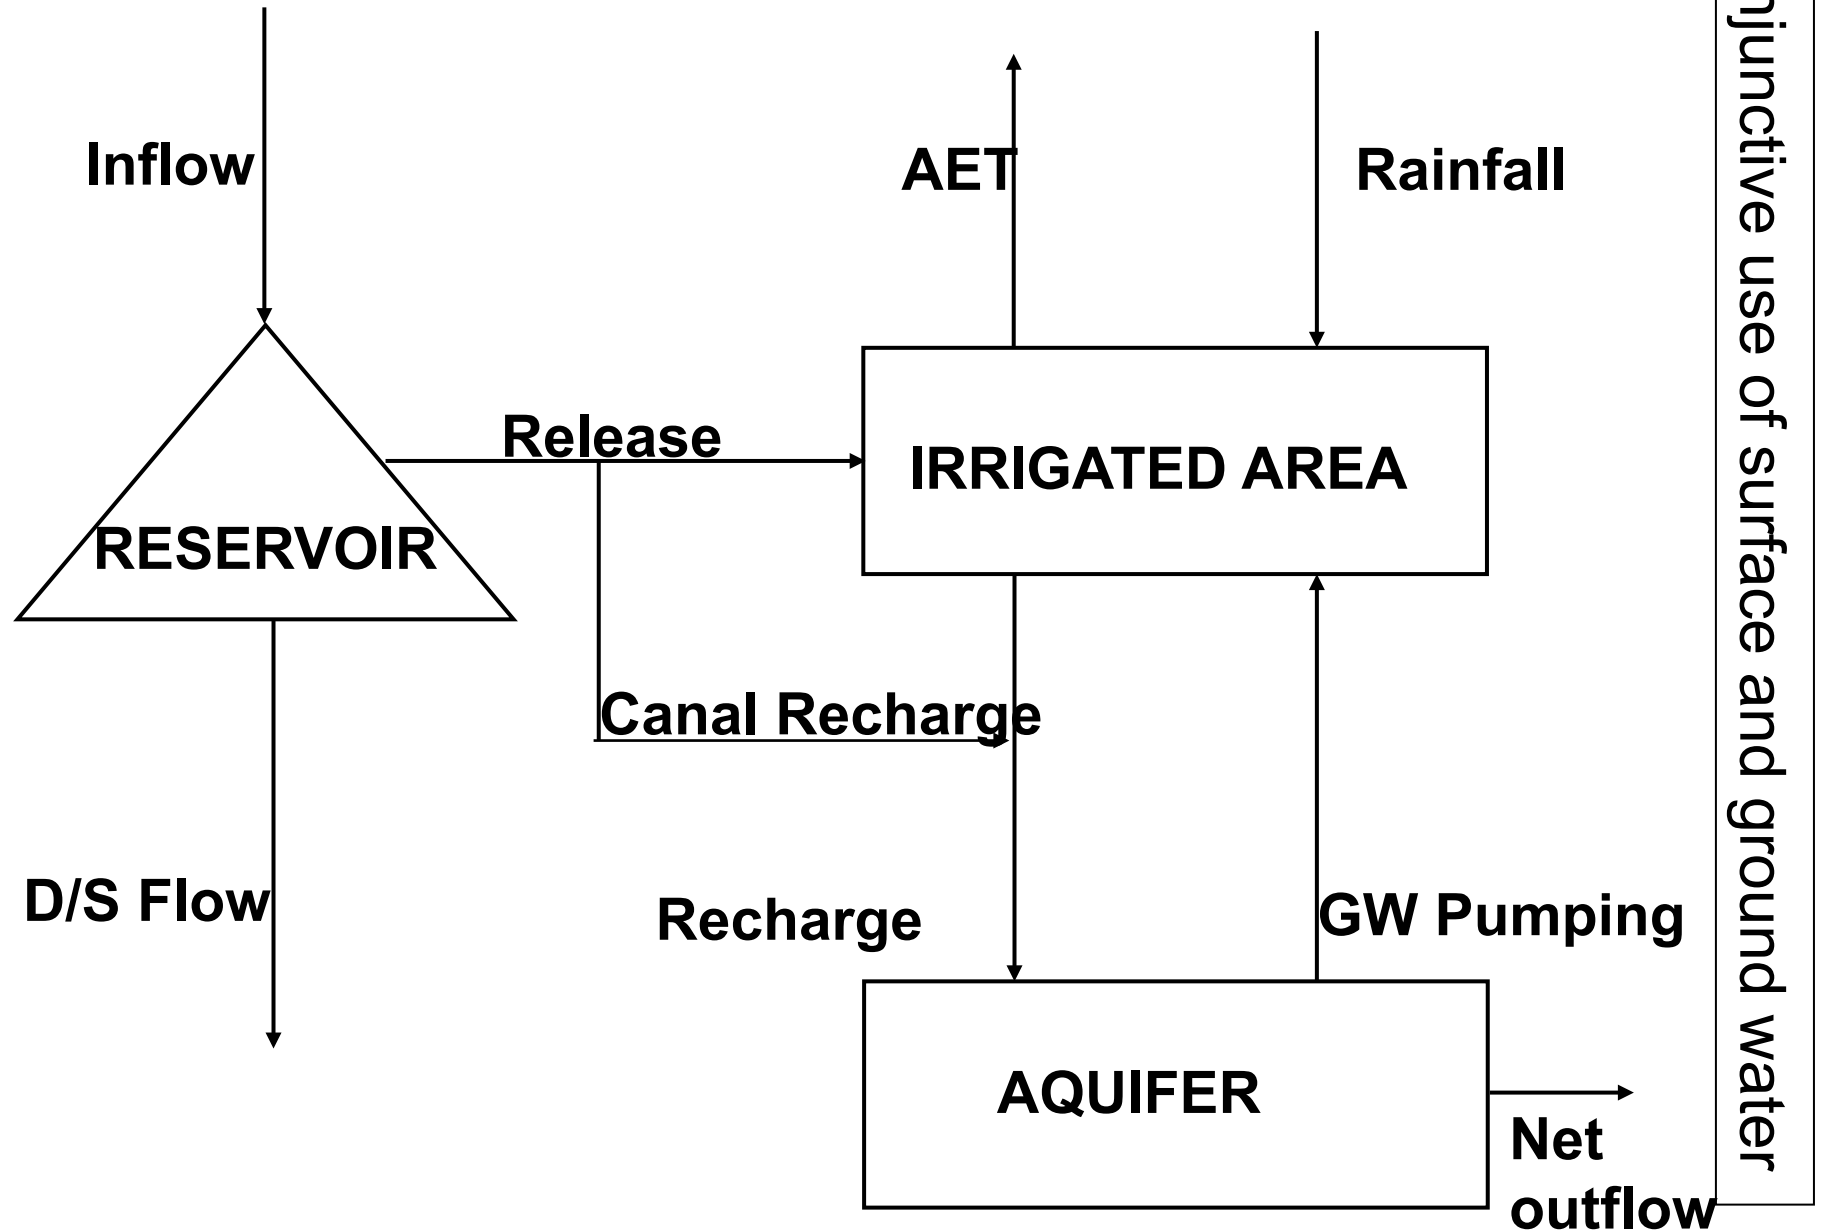 Inflow
AET
Rainfall
Release
IRRIGATED AREA
RESERVOIR
Canal Recharge
D/S Flow
Recharge
GW Pumping
AQUIFER
Net
outflow
njunctive use of surface and ground water